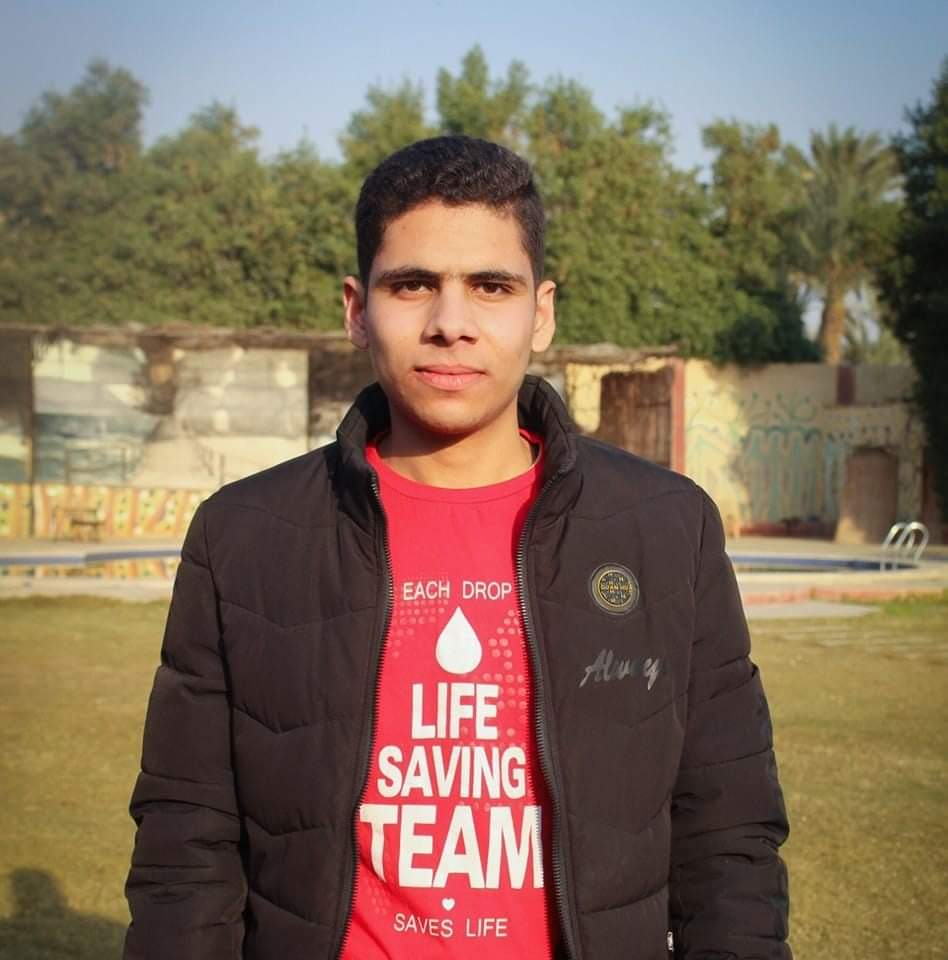 EACH DROP
LIFE
SAVING
TEAM
SAVES LIFE
Always